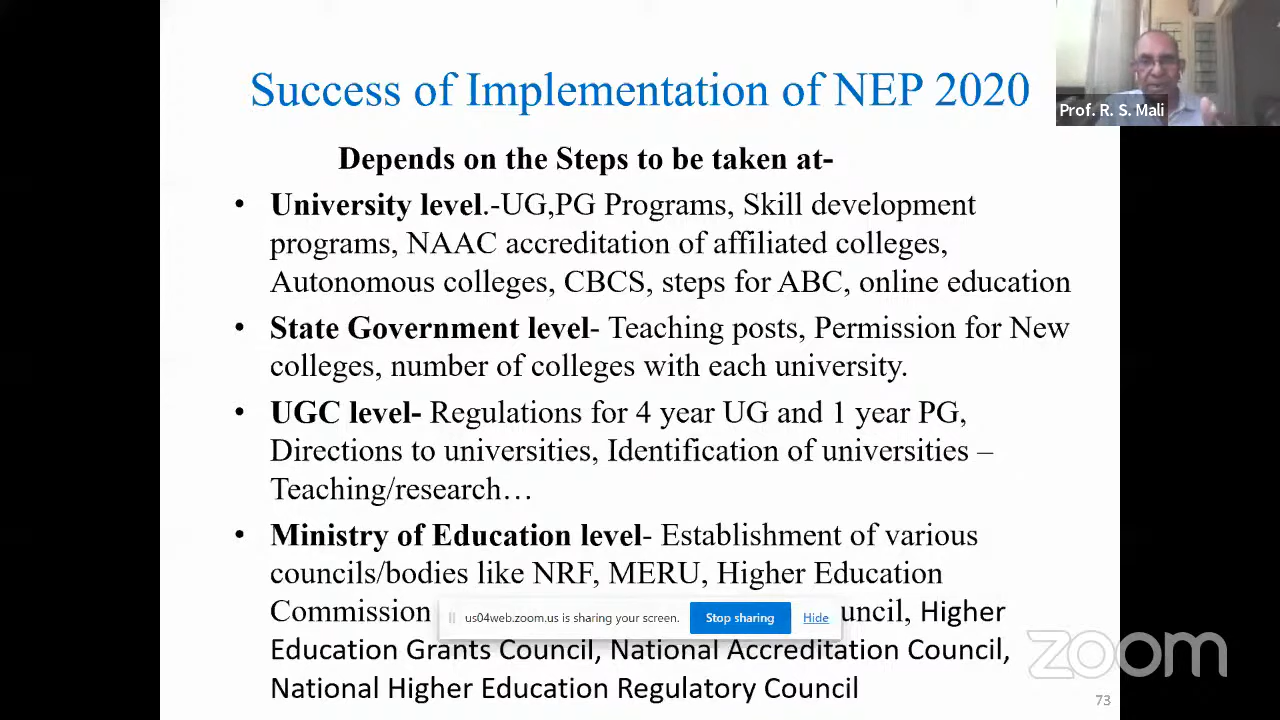 Success of Implementation of NEP 2020
Prof. R. S. Mali
Depends on the Steps to be taken at-
• University level.-UG,PG Programs, Skill development
programs, NAAC accreditation of affiliated colleges,
Autonomous colleges, CBCS, steps for ABC, online education
• State Government level- Teaching posts, Permission for New
colleges, number of colleges with each university.
• UGC level- Regulations for 4 year UG and 1 year PG,
Directions to universities, Identification of universities –
Teaching/research…
• Ministry of Education level- Establishment of various
councils/bodies like NRF, MERU, Higher Education
Commission uncil, Higher
us04web.zoom.us is sharing your screen. Stop sharing Hide
Education Grants Council, National Accreditation Council,
National Higher Education Regulatory Council
zoom
73